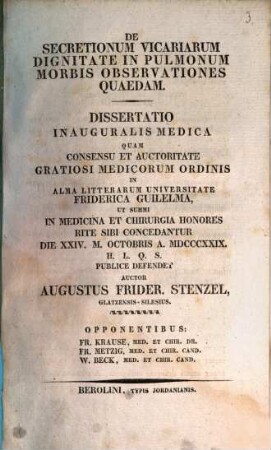 3.
DE
SECRETIONUM VICARIARUM
DIGNITATE IN PULMONUM
MORBIS OBSERVATIONES
QUAEDAM.
DISSERTATIO
INAUGURALIS MEDICA
QUAM
CONSENSU ET AUCTORITATE
GRATIOSI MEDICORUM ORDINIS
IN
ALMA LITTERARUM UNIVERSITATE
FRIDERICA GUILELMA,
UT SUMMI
IN MEDICINA ET CHIRURGIA HONORES
RITE SIBI CONCEDANTUR
DIE XXIV. M. OCTOBRIS A. MDCCCXXIX.
H. L. Q. S.
PUBLICE DEFENDET
AUCTOR
AUGUSTUS FRIDER. STENZEL,
GLATZENSIS-SILESIUS.
OPPONENTIBUS:
FR. KRAUSE, MED. ET CHIR. DR.
FR. METZIG, MED. ET CHIR. CAND.
W. BECK, MED. ET CHIR. CAND.
BEROLINI, TYPIS JORDANIANIS.